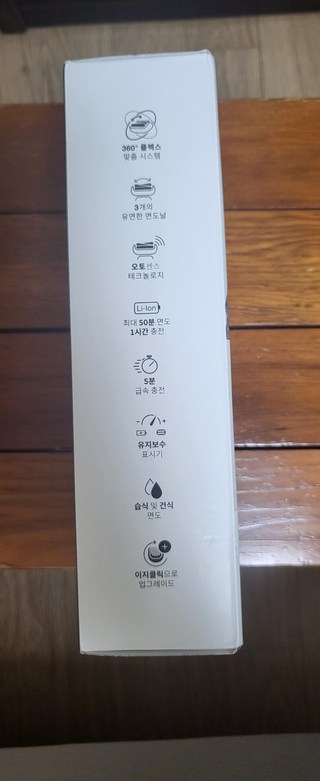 360° 플렉스
맞춤 시스템
3개의
유연한 면도날
오토센스
테크놀로지
Li-Ion
최대 50분 면도
1시간 충전
5분
급속 충전
유지보수
표시기
습식 및 건식
면도
이지클릭으로
업그레이드